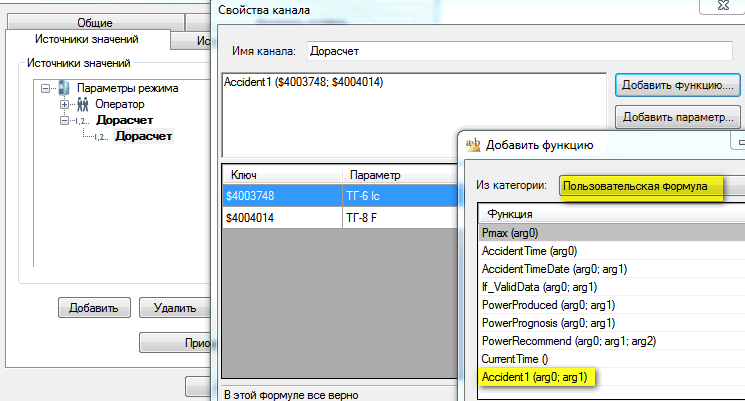 Общие
Источники значений
Ис
Источники значений
Параметры режима
Оператор
Дорасчет
Дорасчет
Добавить
Удалить
Прио
Свойства канала
Имя канала:
Дорасчет
Accident1 ($4003748; $4004014)
Добавить функцию....
Добавить параметр...
Ключ
Параметр
$4003748
ТГ-6 Ic
$4004014
ТГ-8 F
В этой формуле все верно
Добавить функцию
Из категории:
Пользовательская формула
Функция
Pmax (arg0)
AccidentTime (arg0)
AccidentTimeDate (arg0; arg1)
If_ValidData (arg0; arg1)
PowerProduced (arg0; arg1)
PowerPrognosis (arg0; arg1)
PowerRecommend (arg0; arg1; arg2)
CurrentTime ()
Accident1 (arg0; arg1)